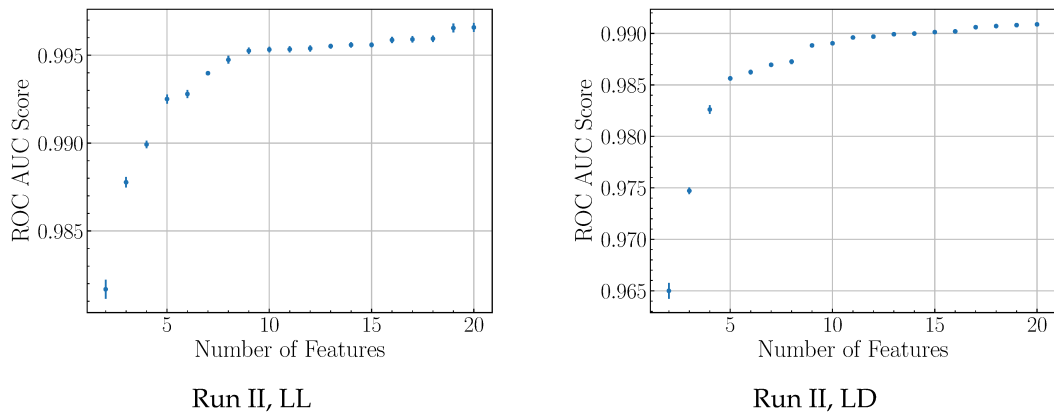 ROC AUC Score
0.995
0.990
0.985
5
10
15
20
Number of Features
Run II, LL
ROC AUC Score
0.990
0.985
0.980
0.975
0.970
0.965
5
10
15
20
Number of Features
Run II, LD